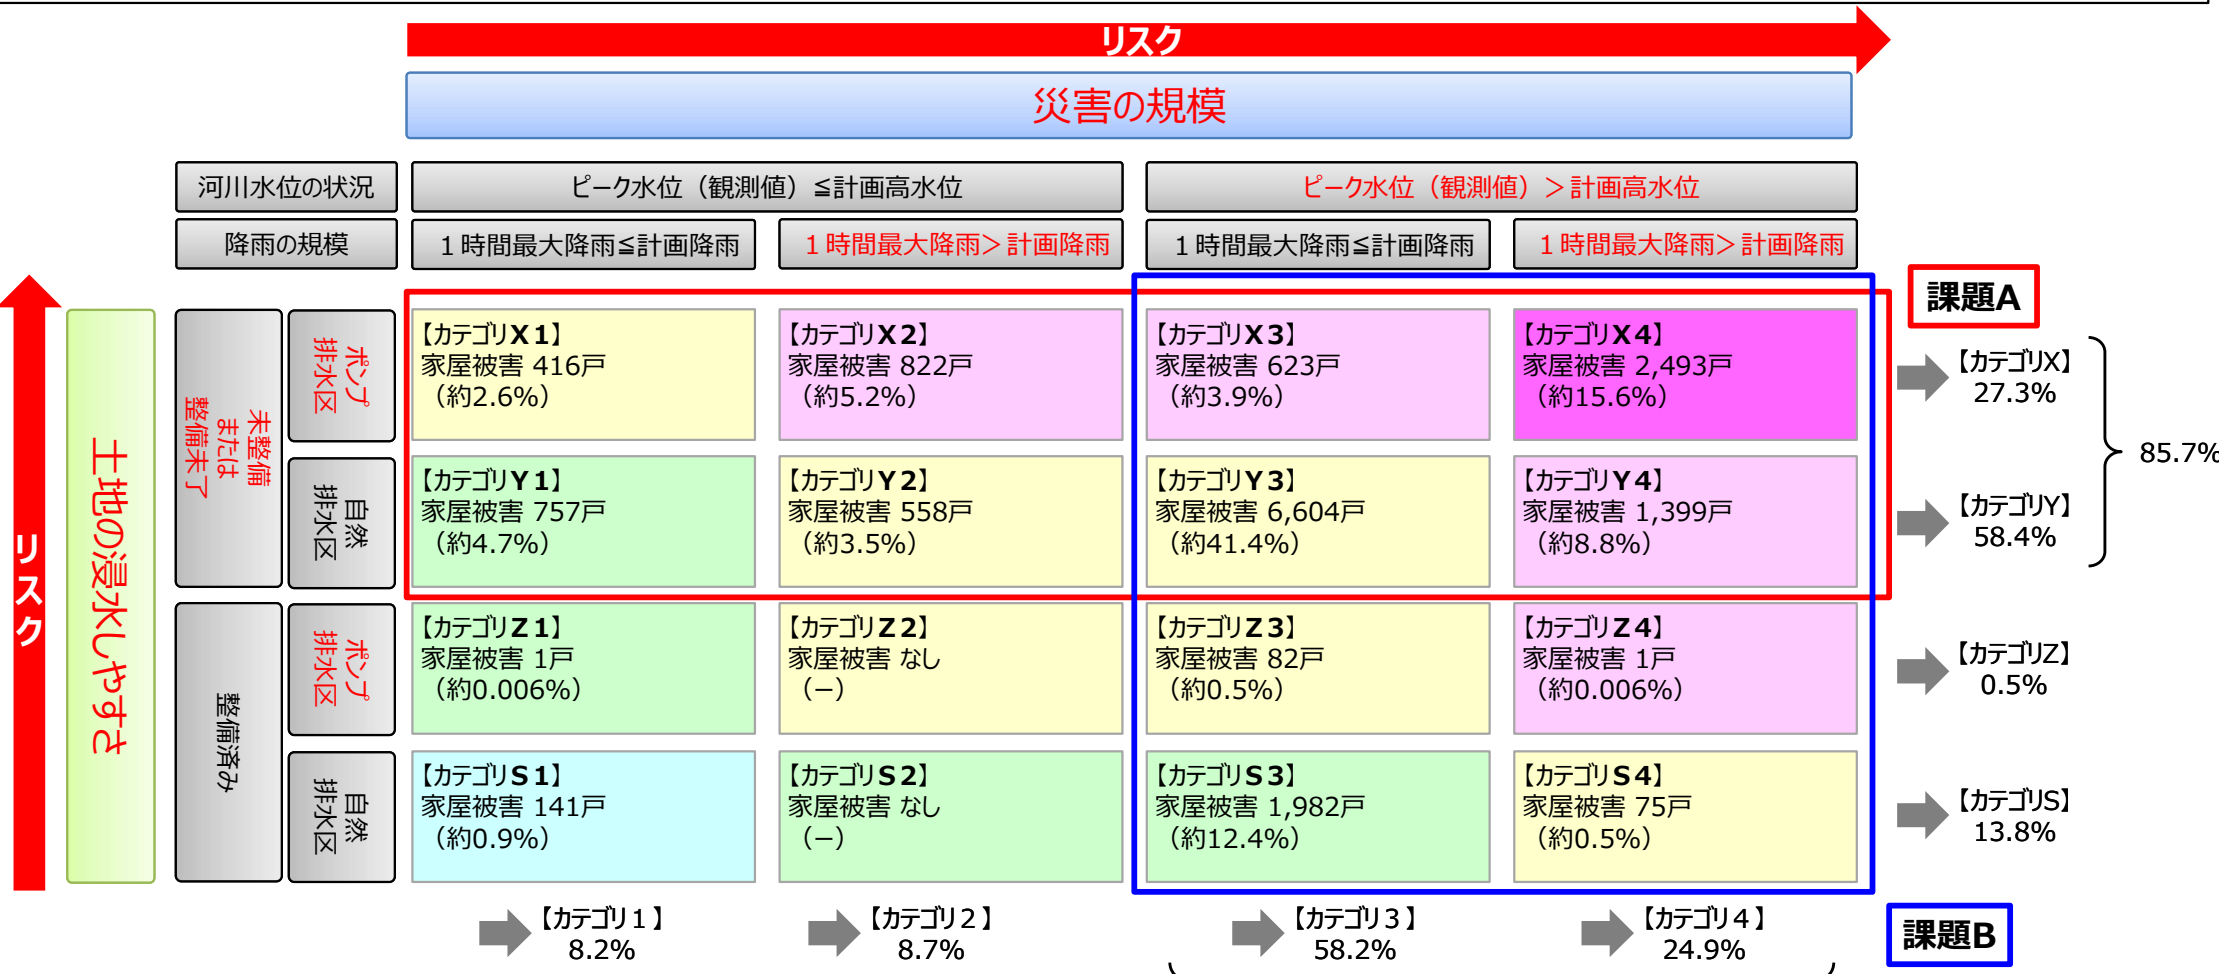 リスク
災害の規模
河川水位の状況
ピーク水位（観測値）≦計画高水位
ピーク水位（観測値）＞計画高水位
降雨の規模
１時間最大降雨≦計画降雨
１時間最大降雨＞計画降雨
１時間最大降雨≦計画降雨
１時間最大降雨＞計画降雨
課題A
リスク
土地の浸水しやすさ
未整備
または
整備未了
ポンプ
排水区
【カテゴリX１】
家屋被害 416戸
（約2.6%）
【カテゴリX２】
家屋被害 822戸
（約5.2%）
【カテゴリX３】
家屋被害 623戸
（約3.9%）
【カテゴリX４】
家屋被害 2,493戸
（約15.6%）
【カテゴリX】
27.3%
自然
排水区
【カテゴリY１】
家屋被害 757戸
（約4.7%）
【カテゴリY２】
家屋被害 558戸
（約3.5%）
【カテゴリY３】
家屋被害 6,604戸
（約41.4%）
【カテゴリY４】
家屋被害 1,399戸
（約8.8%）
【カテゴリY】
58.4%
85.7%
整備済み
ポンプ
排水区
【カテゴリZ１】
家屋被害 1戸
（約0.006%）
【カテゴリZ２】
家屋被害 なし
（−）
【カテゴリZ３】
家屋被害 82戸
（約0.5%）
【カテゴリZ４】
家屋被害 1戸
（約0.006%）
【カテゴリZ】
0.5%
自然
排水区
【カテゴリS１】
家屋被害 141戸
（約0.9%）
【カテゴリS２】
家屋被害 なし
（−）
【カテゴリS３】
家屋被害 1,982戸
（約12.4%）
【カテゴリS４】
家屋被害 75戸
（約0.5%）
【カテゴリS】
13.8%
【カテゴリ１】
8.2%
【カテゴリ２】
8.7%
【カテゴリ３】
58.2%
【カテゴリ４】
24.9%
課題B